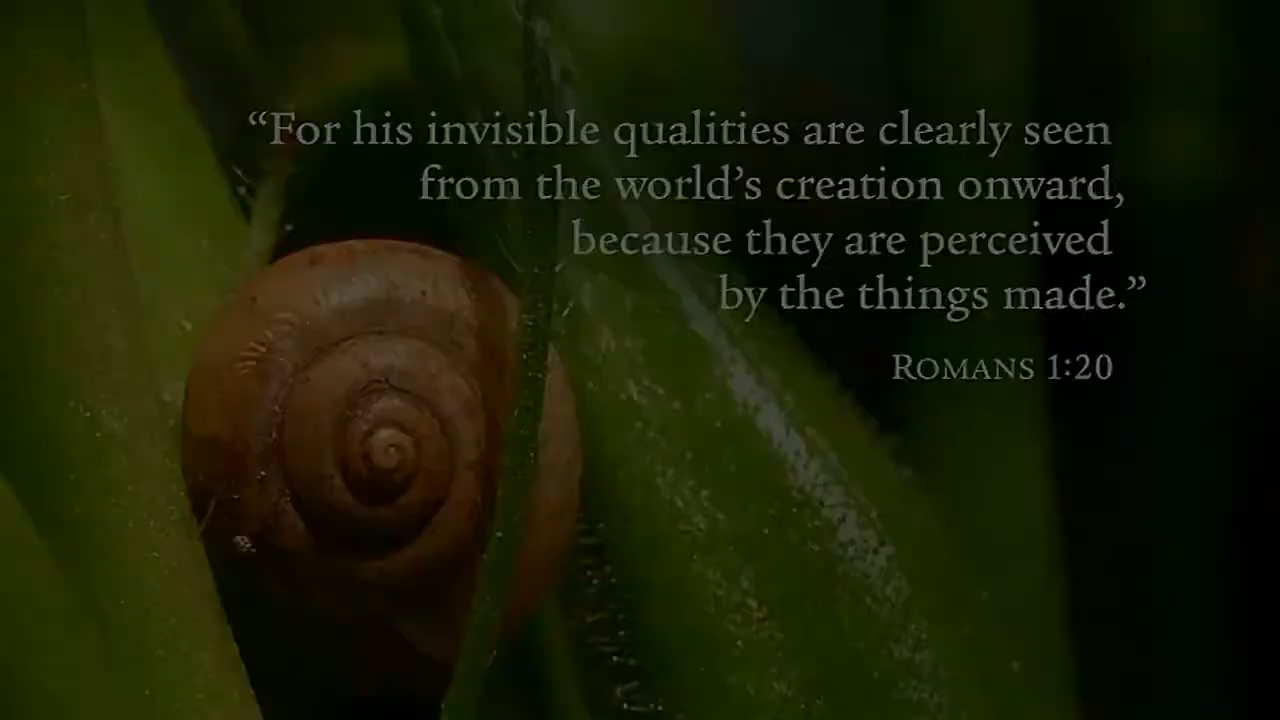 “For his invisible qualities are clearly seen
from the world’s creation onward,
because they are perceived
by the things made.”
ROMANS 1:20